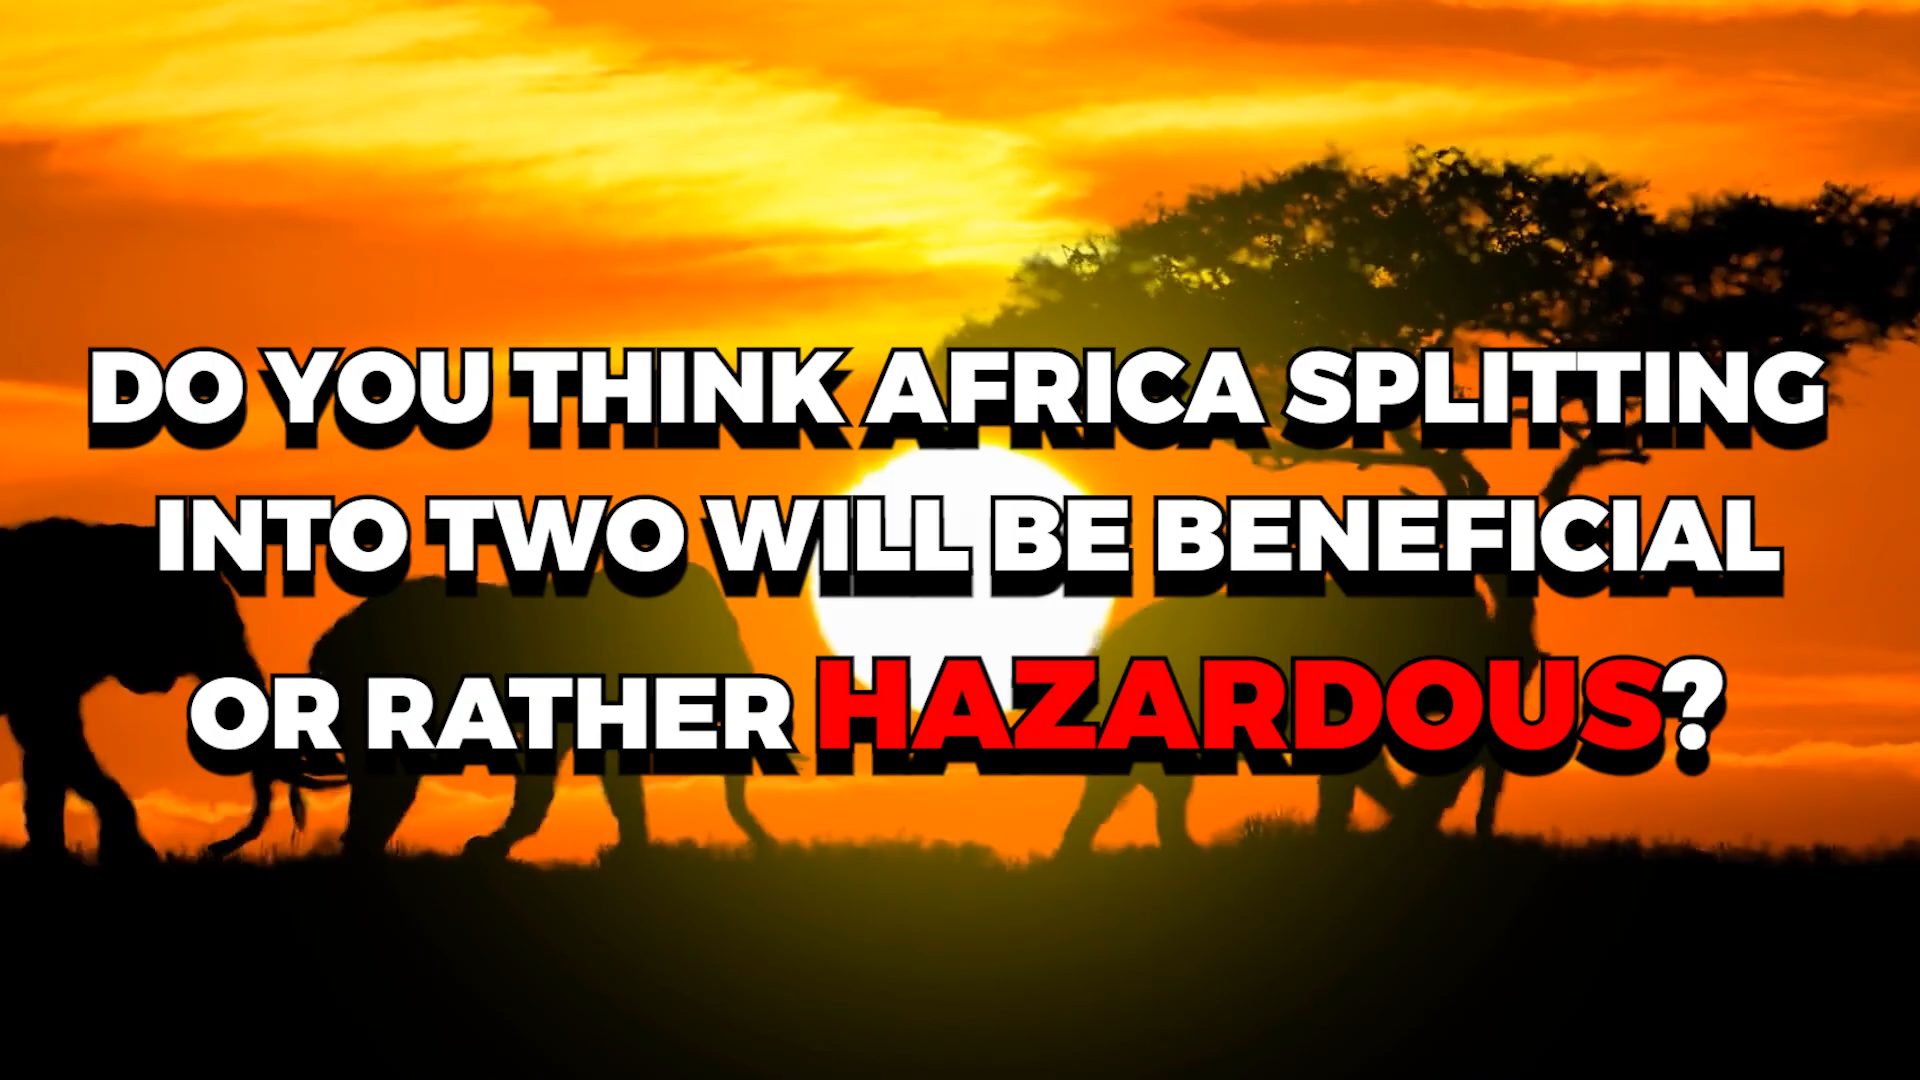 DO YOU THINK AFRICA SPLITTING
INTO TWO WILL BE BENEFICIAL
OR RATHER HAZARDOUS?